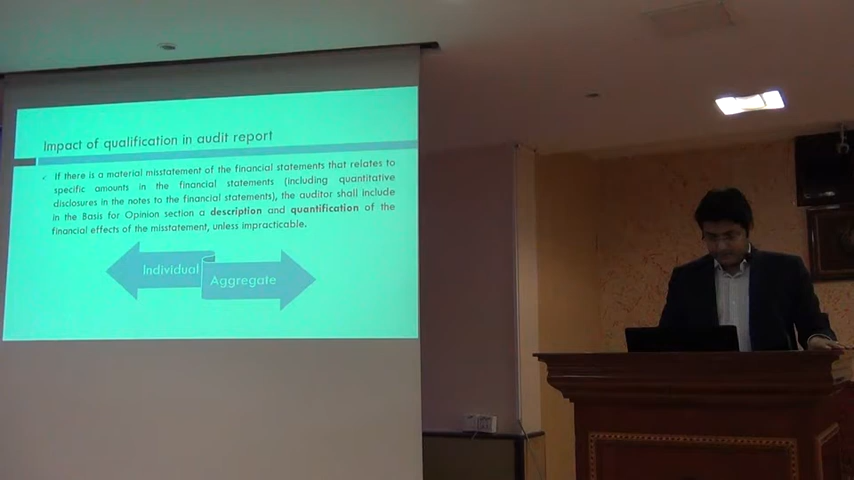 Impact of qualification in audit report
If there is a material misstatement of the financial statements that relates to
specific amounts in the financial statements (including quantitative
disclosures in the notes to the financial statements), the auditor shall include
in the Basis for Opinion section a description and quantification of the
financial effects of the misstatement, unless impracticable.
Individual
Aggregate